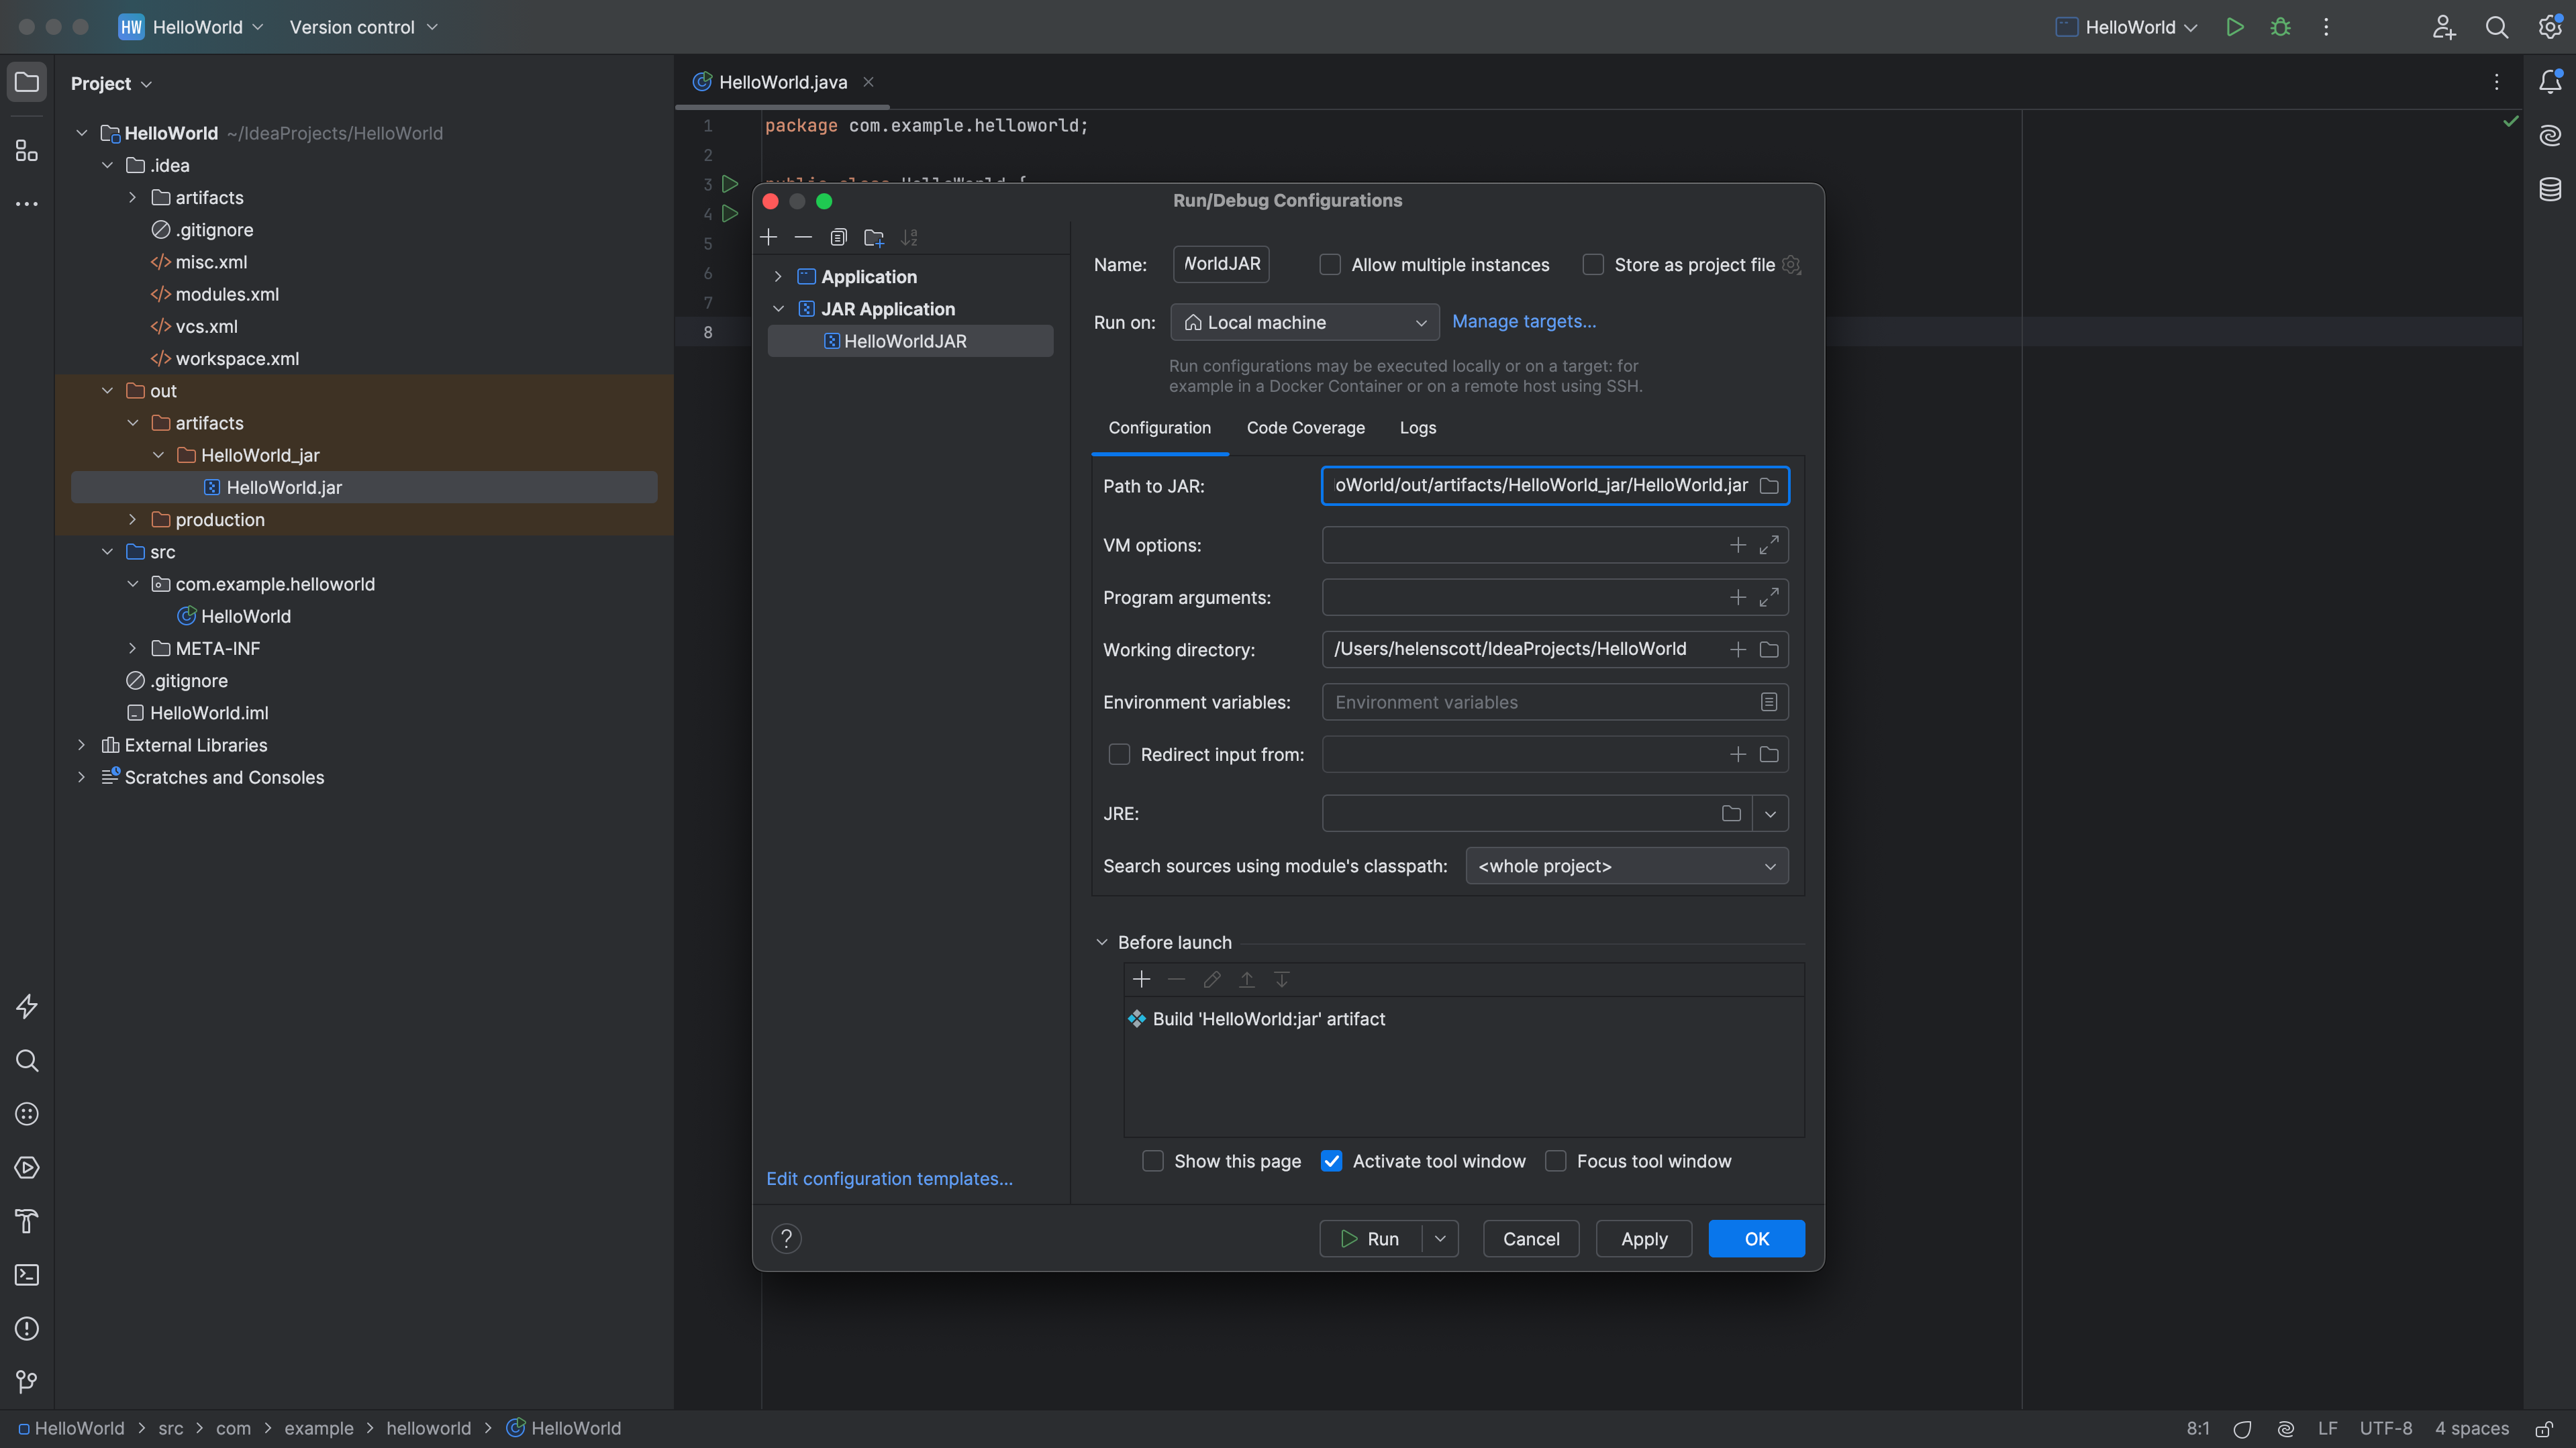 HW HelloWorld Version control HelloWorld
Project
HelloWorld ~/IdeaProjects/HelloWorld
.idea
artifacts
.gitignore
misc.xml
modules.xml
vcs.xml
workspace.xml
out
artifacts
HelloWorld_jar
HelloWorld.jar
production
src
com.example.helloworld
HelloWorld
META-INF
.gitignore
HelloWorld.iml
External Libraries
Scratches and Consoles
HelloWorld.java
1 package com.example.helloworld;
2
3 public class HelloWorld {
4
5
6
7
8
Run/Debug Configurations
Application
JAR Application
HelloWorldJAR
Edit configuration templates...
Name: WorldJAR Allow multiple instances Store as project file
Run on: Local machine Manage targets...
Run configurations may be executed locally or on a target: for
example in a Docker Container or on a remote host using SSH.
Configuration Code Coverage Logs
Path to JAR: oWorld/out/artifacts/HelloWorld_jar/HelloWorld.jar
VM options:
Program arguments:
Working directory: /Users/helenscott/IdeaProjects/HelloWorld
Environment variables: Environment variables
Redirect input from:
JRE:
Search sources using module's classpath: <whole project>
Before launch
Build 'HelloWorld:jar' artifact
Show this page Activate tool window Focus tool window
? Run Cancel Apply OK
HelloWorld > src > com > example > helloworld > HelloWorld
8:1 LF UTF-8 4 spaces